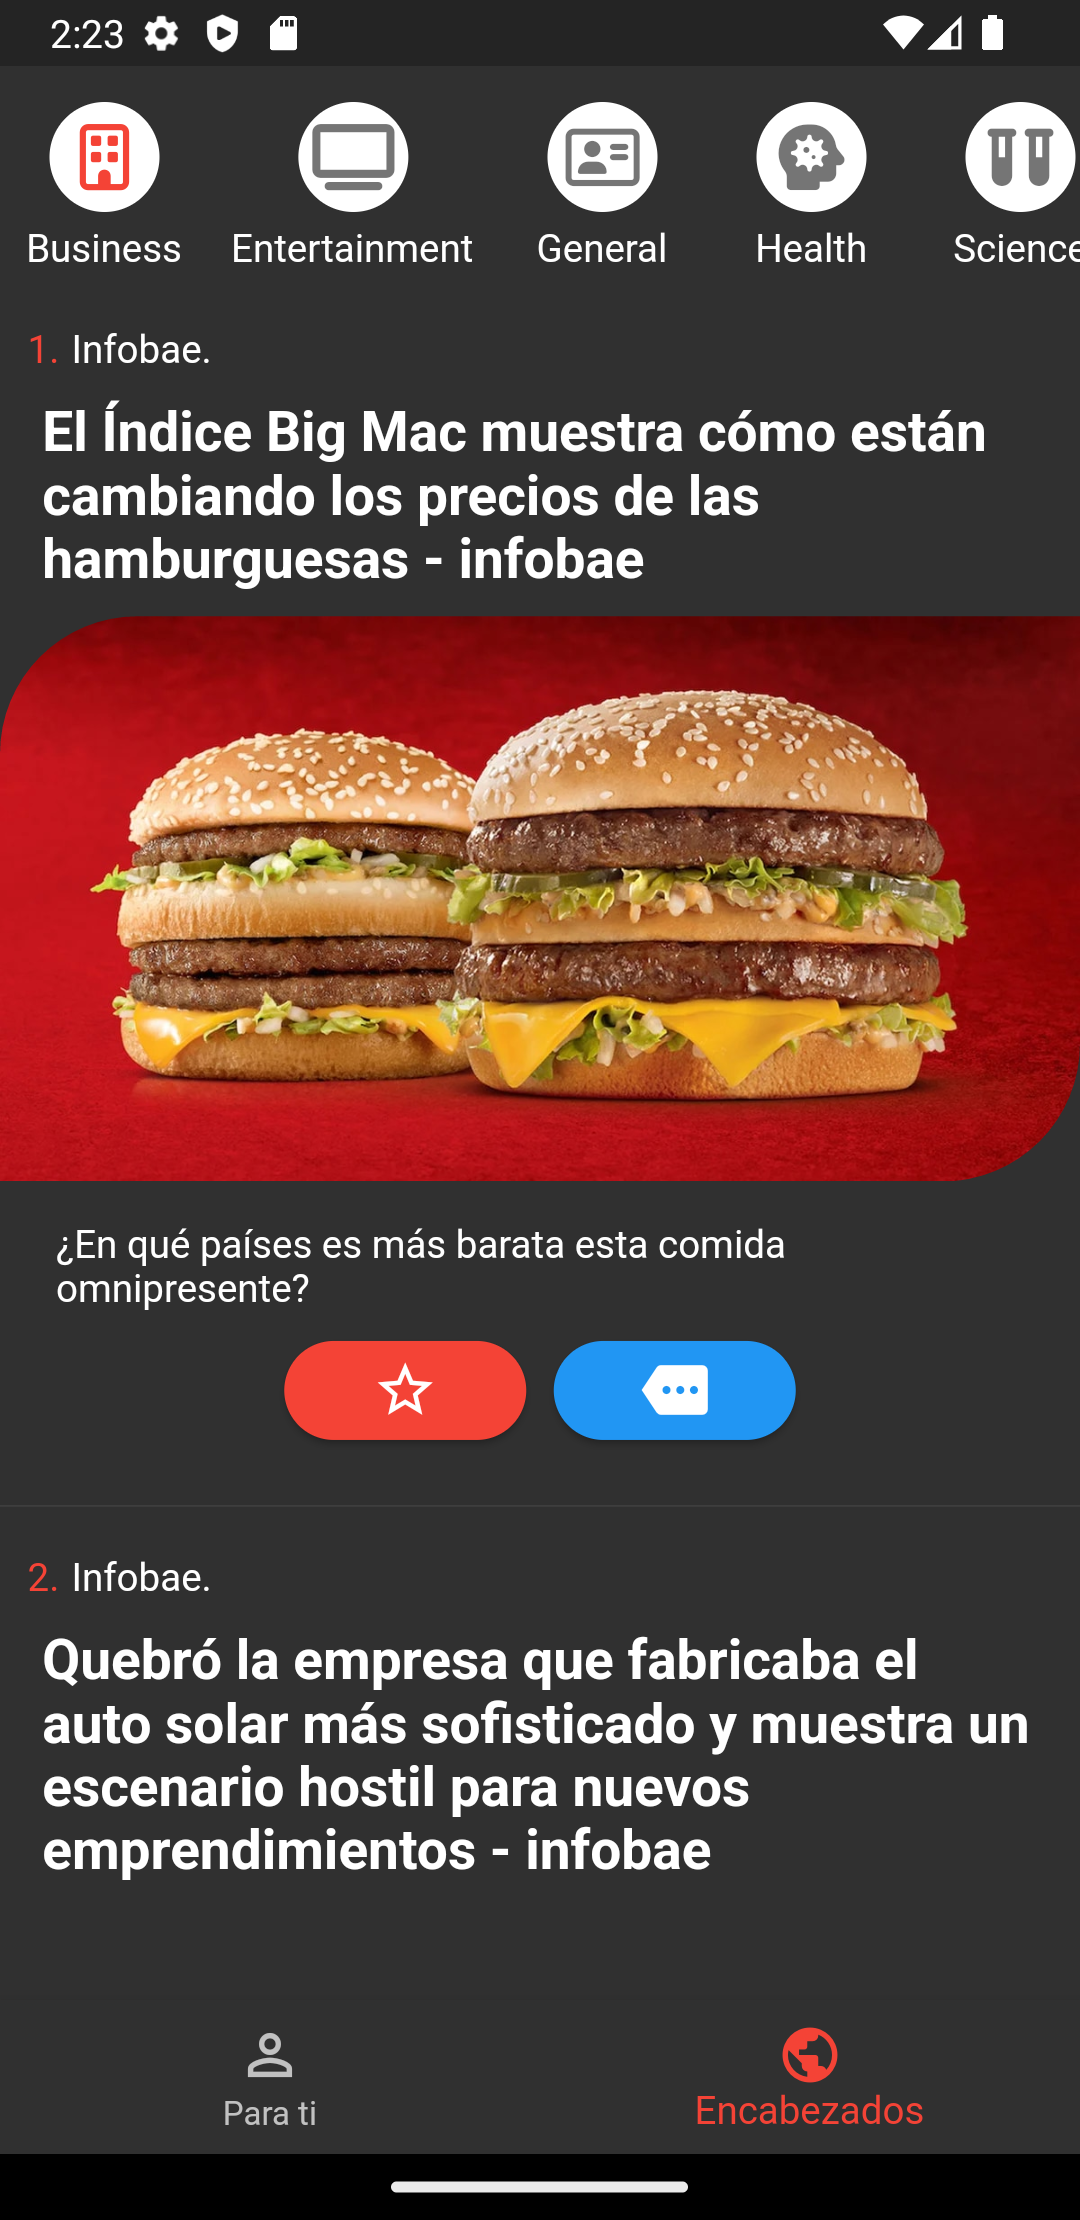 2:23
Business
Entertainment
General
Health
Science
1. Infobae.
El Índice Big Mac muestra cómo están
cambiando los precios de las
hamburguesas - infobae
¿En qué países es más barata esta comida
omnipresente?
2. Infobae.
Quebró la empresa que fabricaba el
auto solar más sofisticado y muestra un
escenario hostil para nuevos
emprendimientos - infobae
Para ti
Encabezados